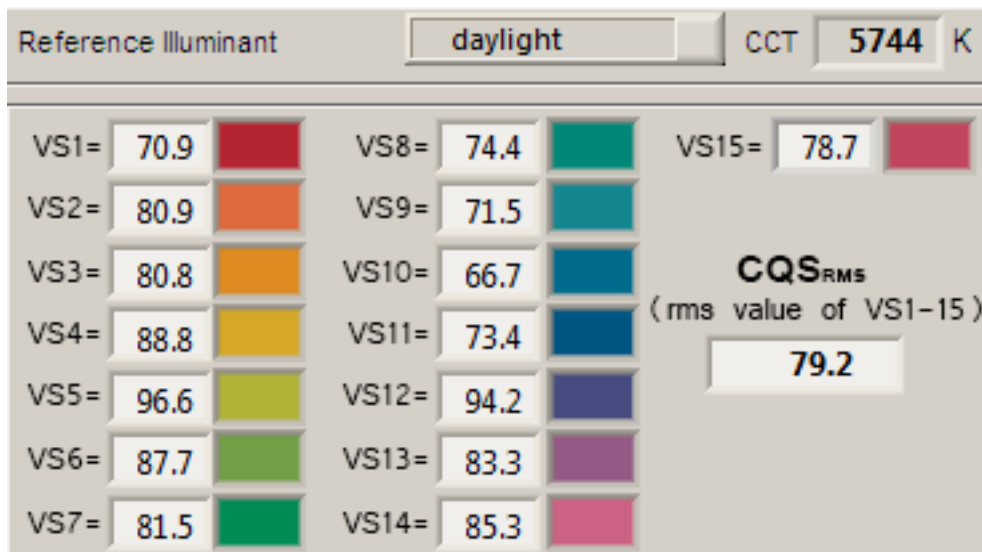 Reference Illuminant daylight CCT 5744 K
VS1= 70.9 VS8= 74.4 VS15= 78.7
VS2= 80.9 VS9= 71.5
VS3= 80.8 VS10= 66.7 CQSRMS
VS4= 88.8 VS11= 73.4 (rms value of VS1-15)
VS5= 96.6 VS12= 94.2 79.2
VS6= 87.7 VS13= 83.3
VS7= 81.5 VS14= 85.3